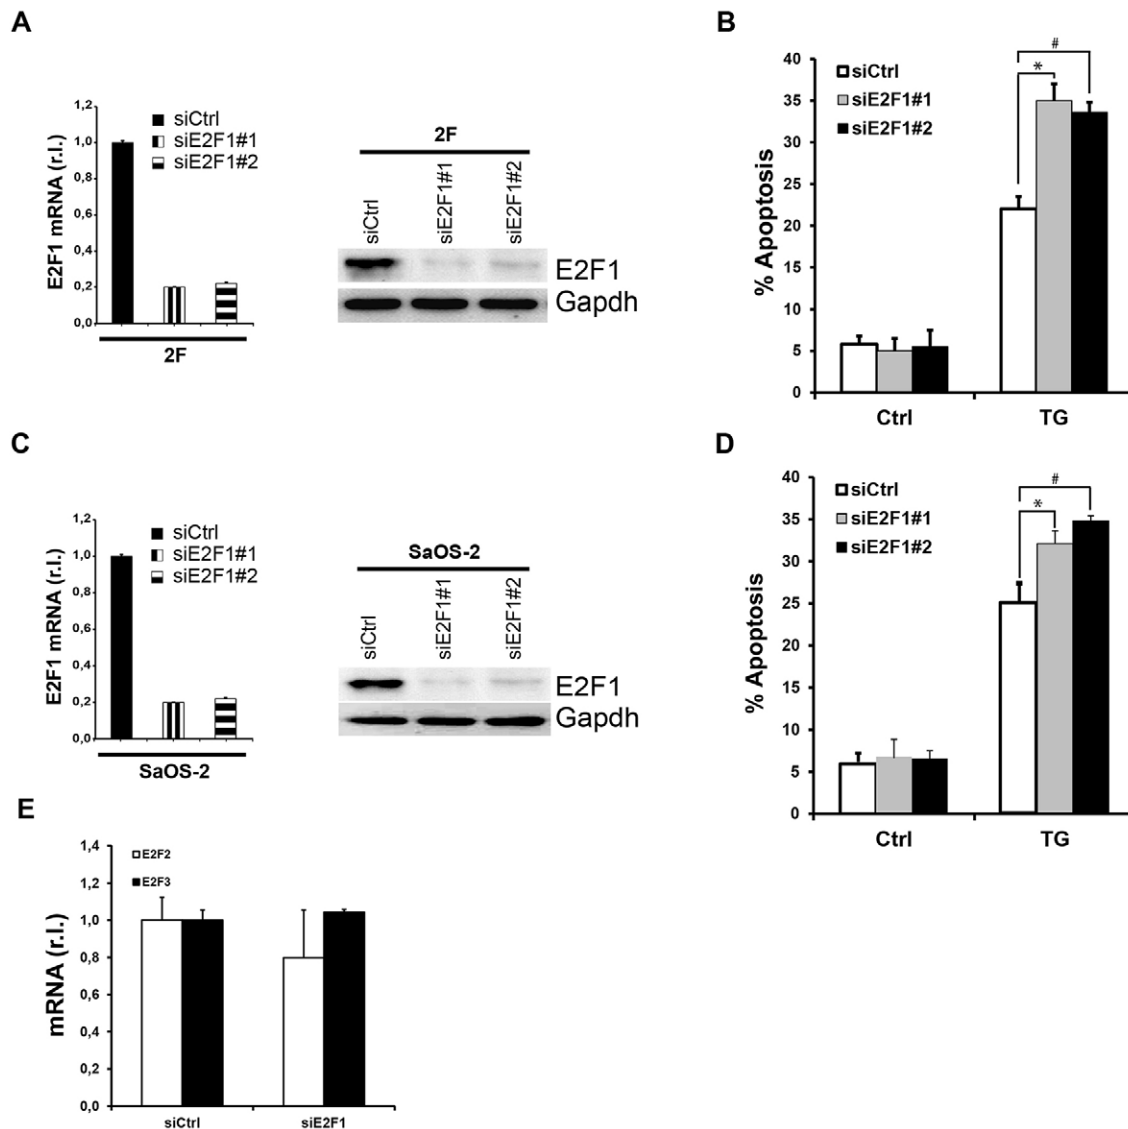 A
1,2
1,0
0,8
0,6
0,4
0,2
0,0
E2F1 mRNA (r.l.)
siCtrl
siE2F1#1
siE2F1#2
2F
2F
siCtrl
siE2F1#1
siE2F1#2
E2F1
Gapdh
B
40
35
30
25
20
15
10
5
0
% Apoptosis
siCtrl
siE2F1#1
siE2F1#2
#
*
Ctrl TG
C
1,2
1,0
0,8
0,6
0,4
0,2
0,0
E2F1 mRNA (r.l.)
siCtrl
siE2F1#1
siE2F1#2
SaOS-2
SaOS-2
siCtrl
siE2F1#1
siE2F1#2
E2F1
Gapdh
D
40
35
30
25
20
15
10
5
0
% Apoptosis
siCtrl
siE2F1#1
siE2F1#2
#
*
Ctrl TG
E
1,4
1,2
1,0
0,8
0,6
0,4
0,2
0,0
mRNA (r.l.)
E2F2
E2F3
siCtrl siE2F1